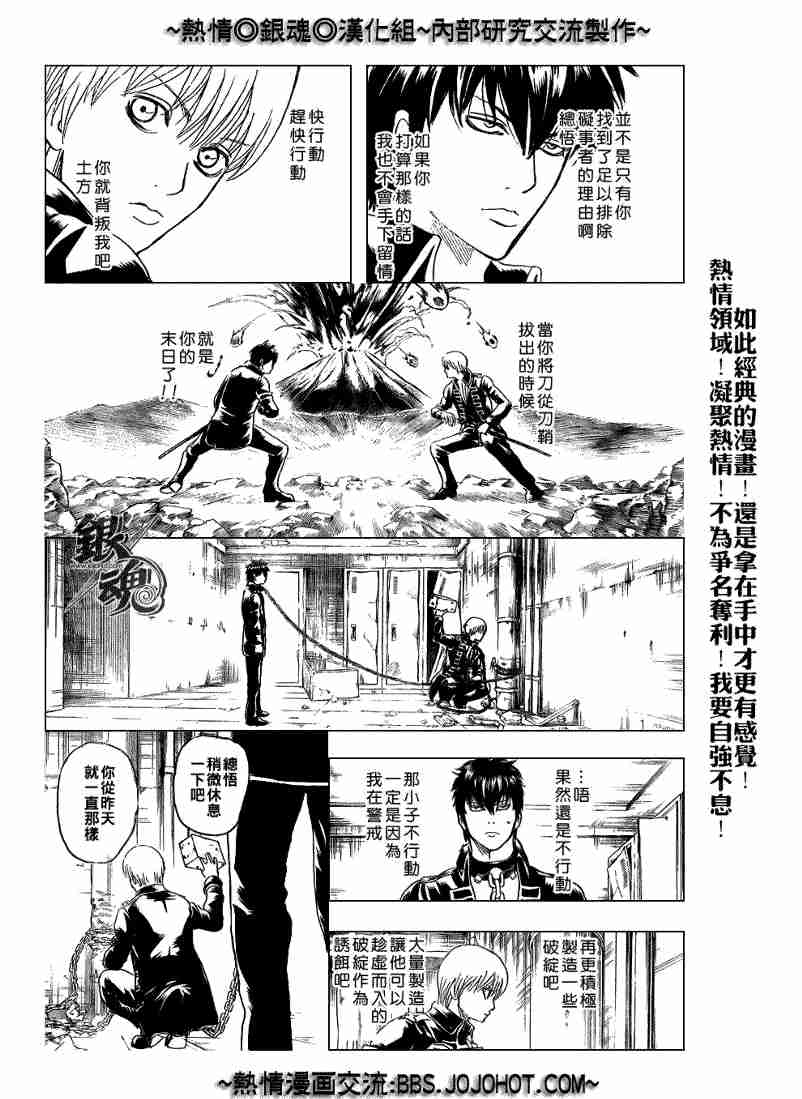 ~熱情◎銀魂◎漢化組~內部研究交流製作~
並不是只有你
找到了足以排除
礙事者的理由啊
總悟
如果你
打算那樣的話
我也不會手下留情
快行動
趕快行動
你就背叛我吧
土方
當你將刀從刀鞘
拔出的時候
就是
你的
末日了!!
銀魂
…唔
果然還是不行動
那小子不行動
一定是因為
我在警戒
總悟
稍微休息
一下吧
你從昨天
就一直那樣
再更積極
製造一些
破綻吧
太量製造
讓他可以
趁虛而入的
破綻作為
誘餌吧
如此經典的漫畫！還是拿在手中才更有感覺！
熱情領域！凝聚熱情！不為爭名奪利！我要自強不息！
~熱情漫画交流:BBS.JOJOHOT.COM~